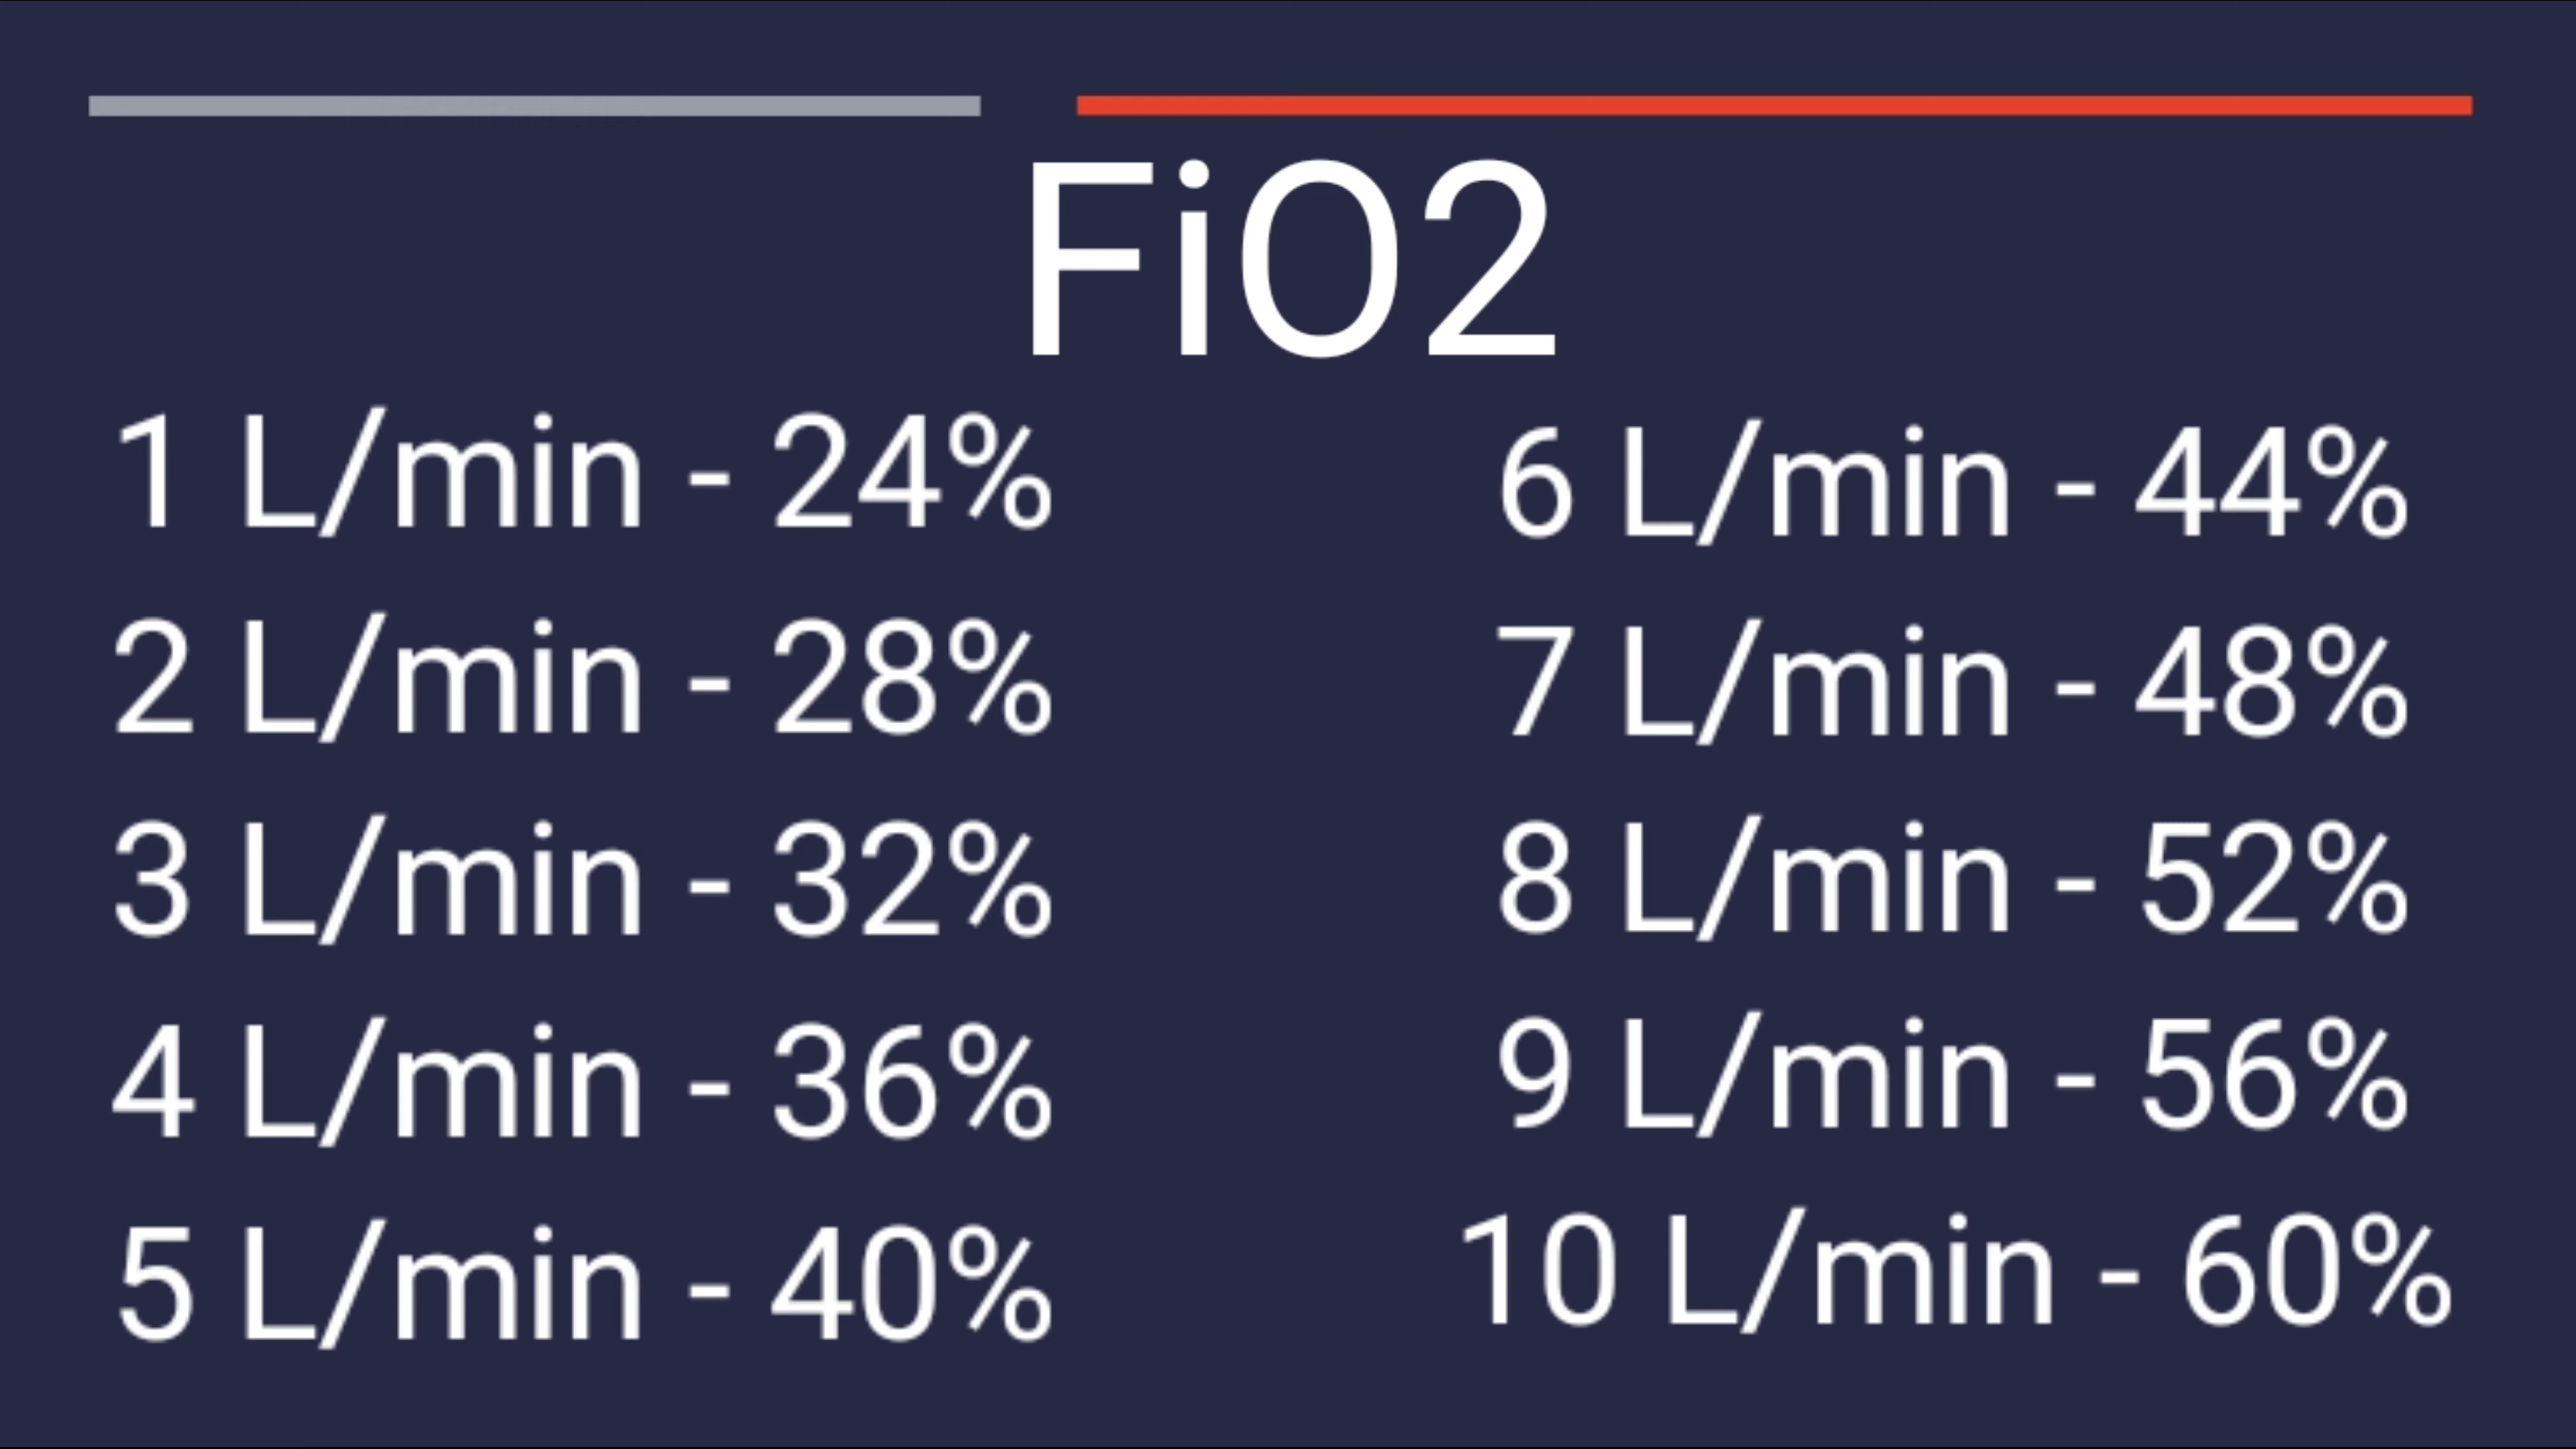 FiO2
1 L/min - 24%
2 L/min - 28%
3 L/min - 32%
4 L/min - 36%
5 L/min - 40%
6 L/min - 44%
7 L/min - 48%
8 L/min - 52%
9 L/min - 56%
10 L/min - 60%